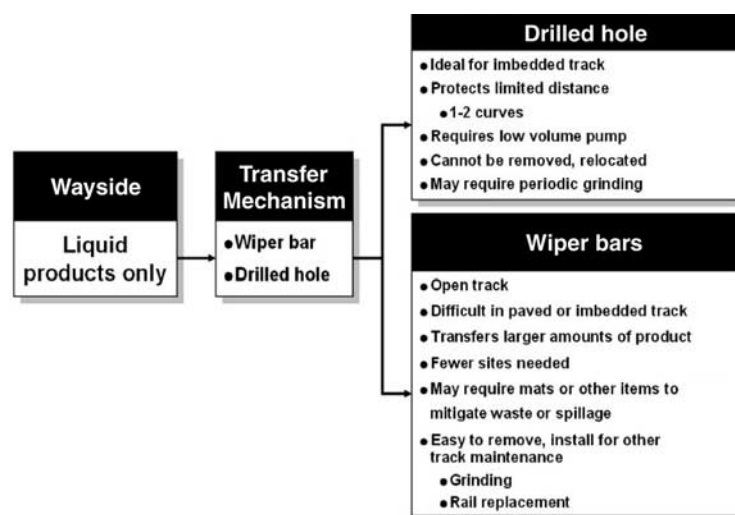 Wayside
Liquid
products only
Transfer
Mechanism
•Wiper bar
•Drilled hole
Drilled hole
•Ideal for imbedded track
•Protects limited distance
•1-2 curves
•Requires low volume pump
•Cannot be removed, relocated
•May require periodic grinding
Wiper bars
•Open track
•Difficult in paved or imbedded track
•Transfers larger amounts of product
•Fewer sites needed
•May require mats or other items to
mitigate waste or spillage
•Easy to remove, install for other
track maintenance
•Grinding
•Rail replacement